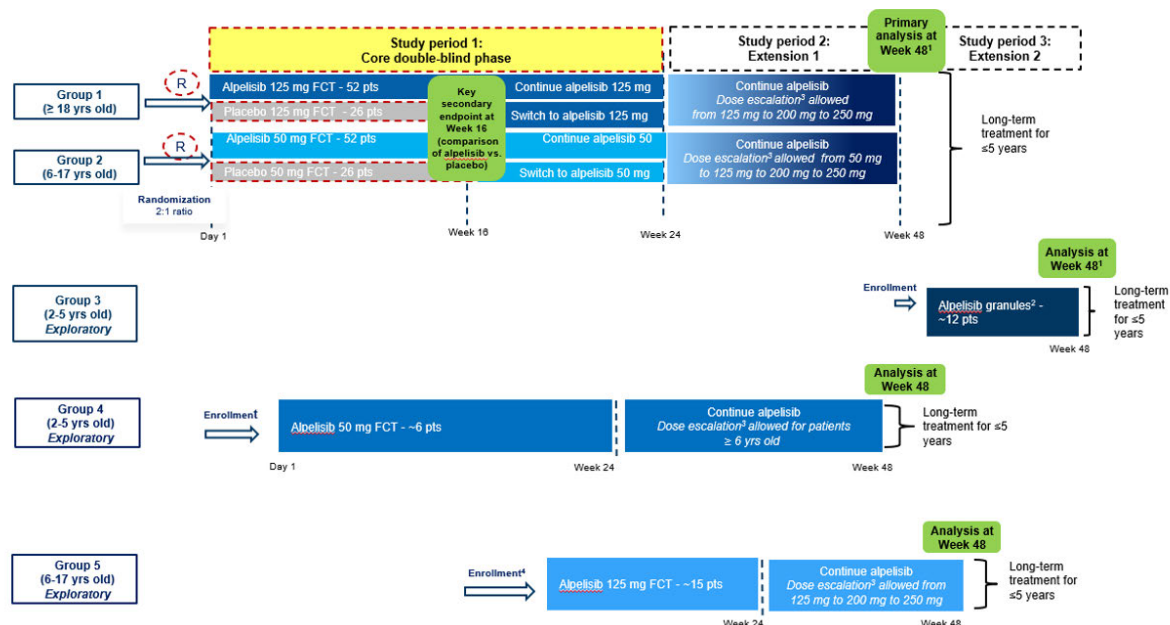 Primary
analysis at
Week 48¹
Study period 1:
Core double-blind phase
Study period 2:
Extension 1
Study period 3:
Extension 2
Group 1
(≥ 18 yrs old)
R
Alpelisib 125 mg FCT - 52 pts
Placebo 125 mg FCT - 26 pts
Key
secondary
endpoint at
Week 16
(comparison
of alpelisib vs.
placebo)
Continue alpelisib 125 mg
Switch to alpelisib 125 mg
Continue alpelisib
Dose escalation³ allowed
from 125 mg to 200 mg to 250 mg
Long-term
treatment for
≤5 years
Group 2
(6-17 yrs old)
R
Alpelisib 50 mg FCT - 52 pts
Placebo 50 mg FCT - 26 pts
Continue alpelisib 50
Switch to alpelisib 50 mg
Continue alpelisib
Dose escalation³ allowed from 50 mg
to 125 mg to 200 mg to 250 mg
Randomization
2:1 ratio
Day 1
Week 16
Week 24
Week 48
Analysis at
Week 48¹
Group 3
(2-5 yrs old)
Exploratory
Enrollment
Alpelisib granules² -
~12 pts
Long-term
treatment
for ≤5
years
Week 48
Analysis at
Week 48
Group 4
(2-5 yrs old)
Exploratory
Enrollment
Alpelisib 50 mg FCT - ~6 pts
Continue alpelisib
Dose escalation³ allowed for patients
≥ 6 yrs old
Long-term
treatment for ≤5
years
Day 1
Week 24
Week 48
Analysis at
Week 48
Group 5
(6-17 yrs old)
Exploratory
Enrollment⁴
Alpelisib 125 mg FCT - ~15 pts
Continue alpelisib
Dose escalation³ allowed from
125 mg to 200 mg to 250 mg
Long-term
treatment for
≤5 years
Week 24
Week 48